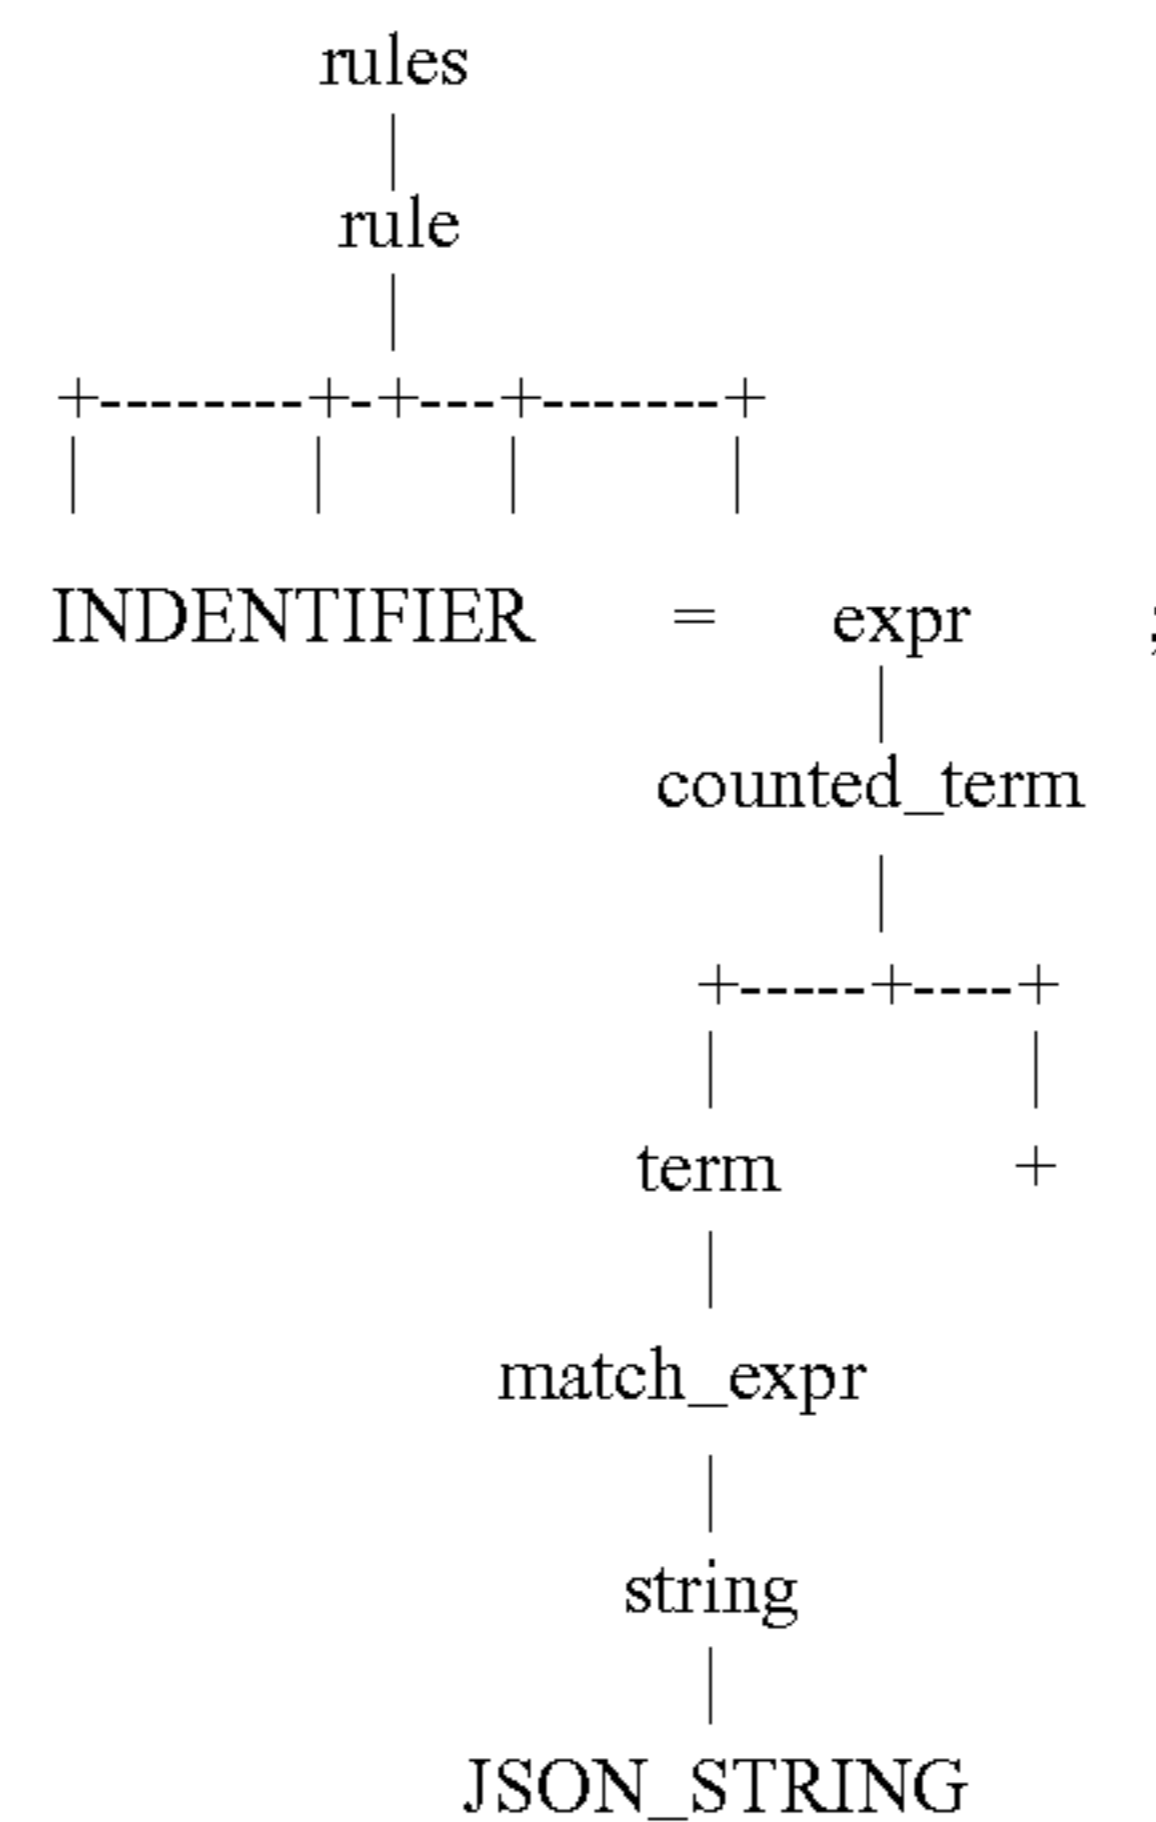 rules
|
rule
|
+---------+-+---+-------+
| | | |
INDENTIFIER = expr ;
|
counted_term
|
+-----+----+
| |
term +
|
match_expr
|
string
|
JSON_STRING